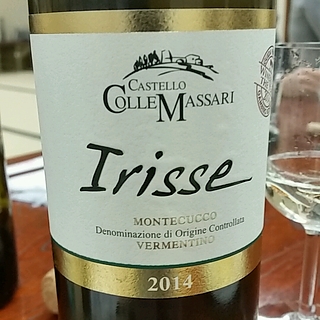 CASTELLO
COLLEMASSARI
Irisse
MONTECUCCO
Denominazione di Origine Controllata
VERMENTINO
2014